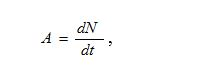 A = dN/dt ,